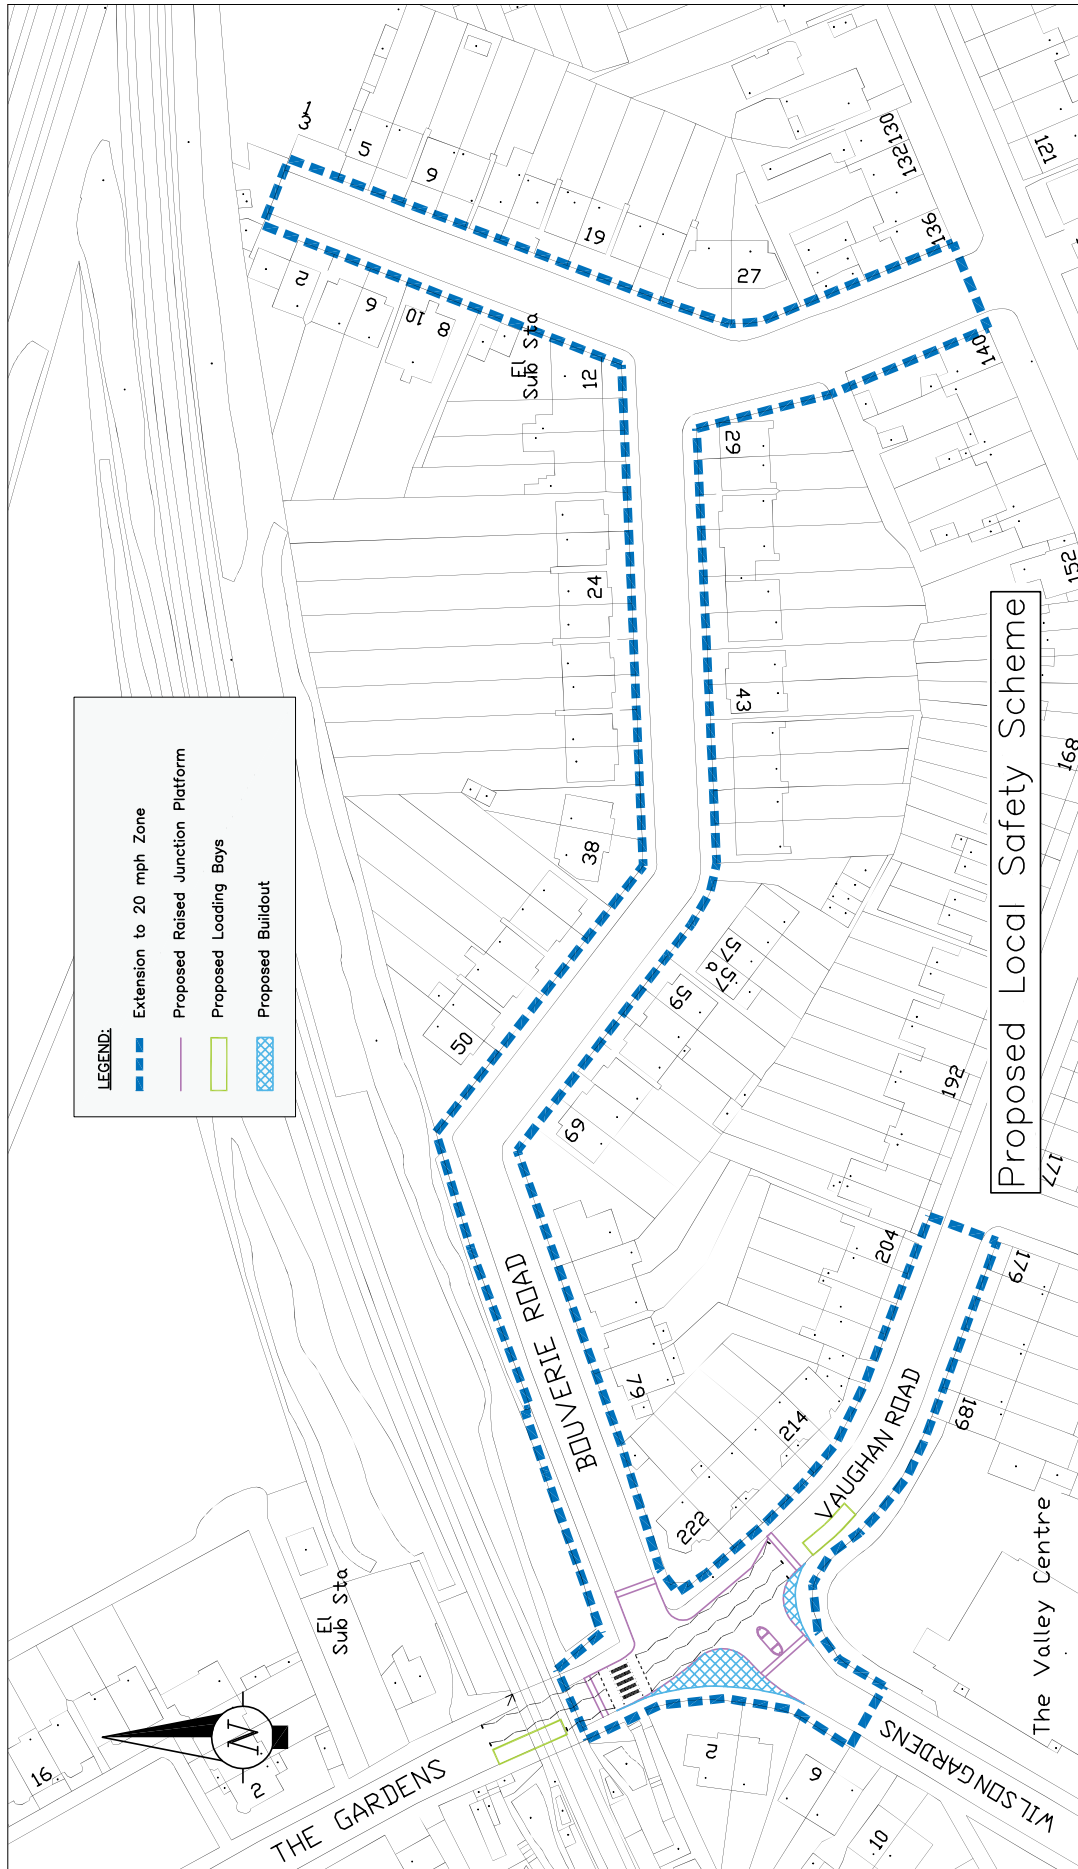 LEGEND:
Extension to 20 mph Zone
Proposed Raised Junction Platform
Proposed Loading Bays
Proposed Buildout
Proposed Local Safety Scheme
BOUVERIE ROAD
VAUGHAN ROAD
THE GARDENS
WILSON GARDENS
The Valley Centre
El
Sub Sta
El
Sub Sta
N
1
3
5
9
19
27
2
6
10
8
12
24
38
50
29
43
57a
57
59
69
67
130
132
136
140
121
152
168
177
179
189
192
204
214
222
16
2
2
6
10